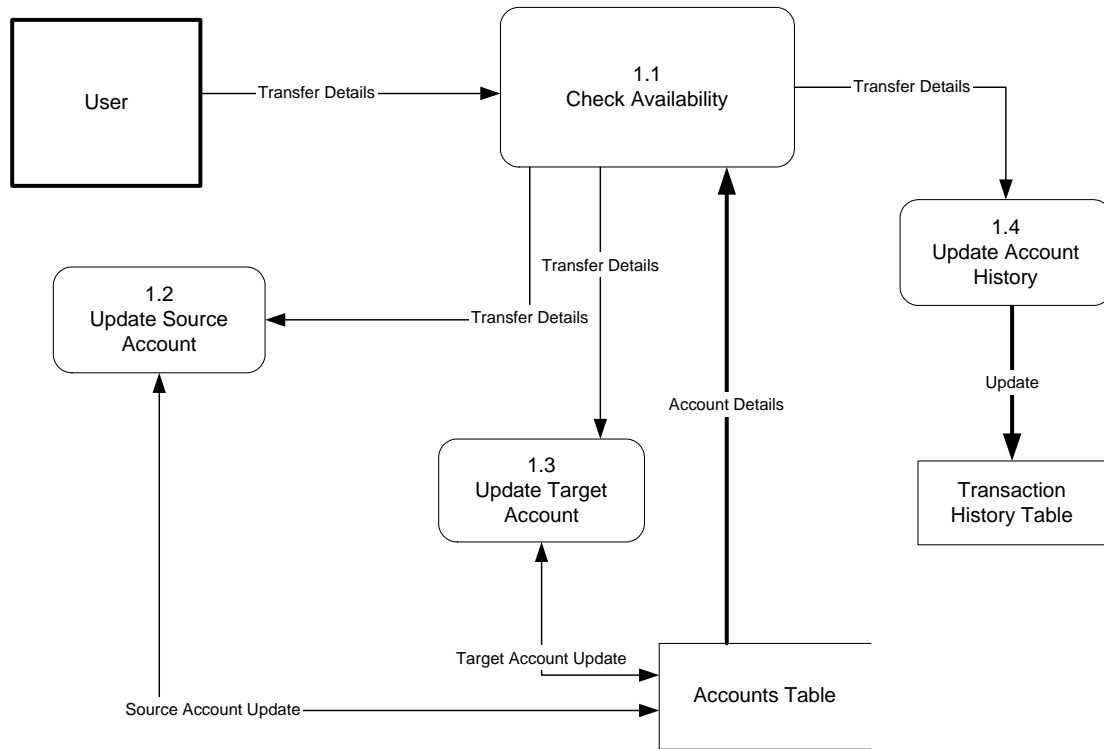 User
Transfer Details
1.1
Check Availability
Transfer Details
1.4
Update Account
History
Transfer Details
1.2
Update Source
Account
Transfer Details
Update
Account Details
1.3
Update Target
Account
Transaction
History Table
Target Account Update
Accounts Table
Source Account Update